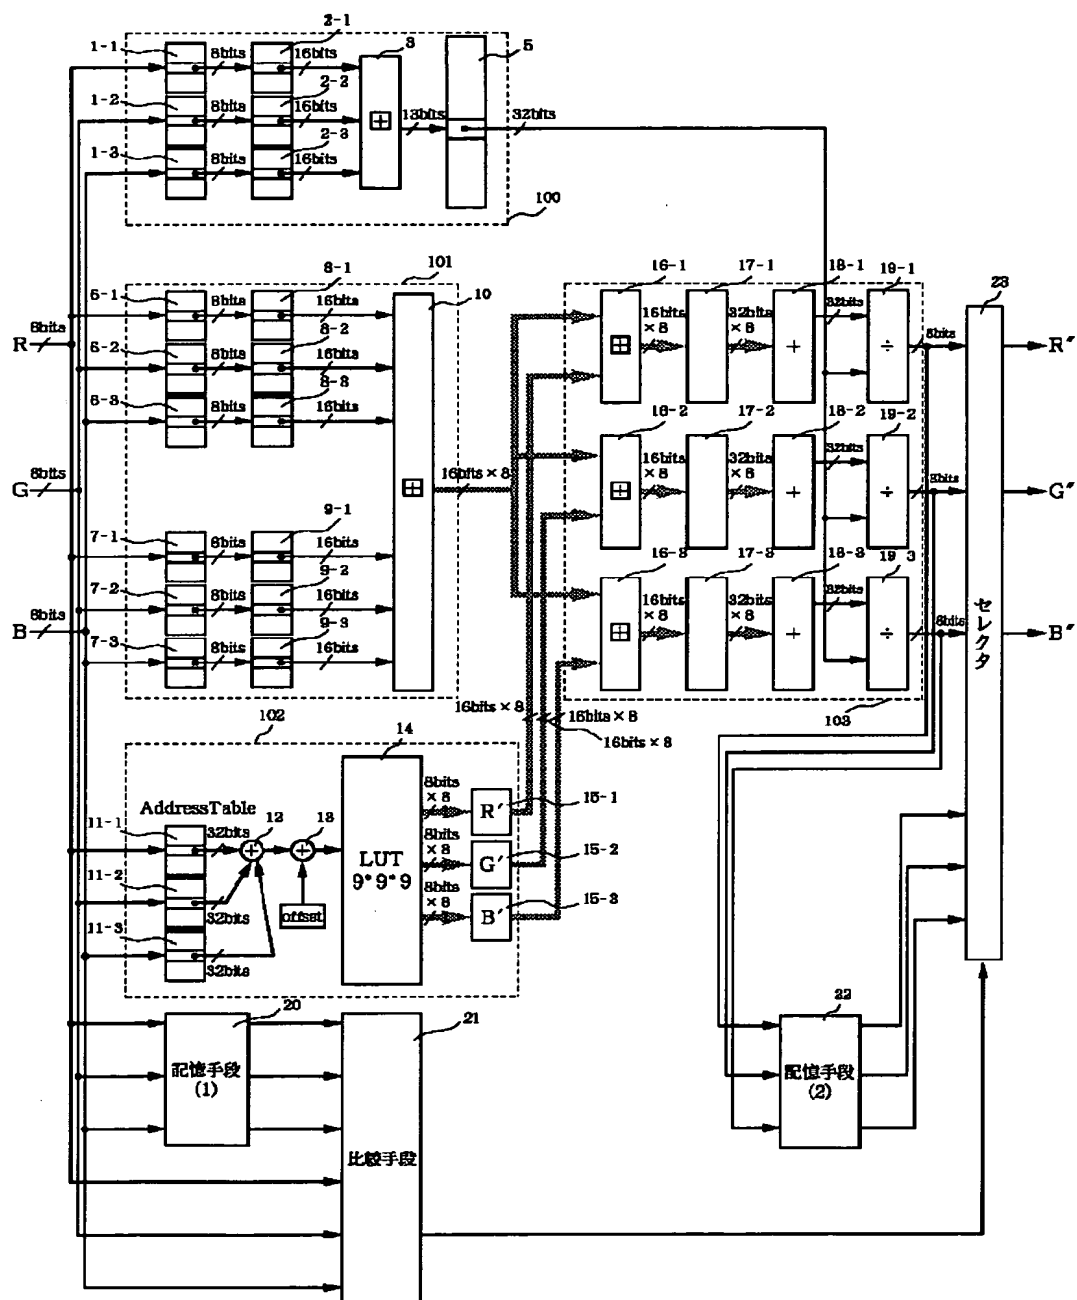 2-1
3
5
1-1
8bits
16bits
1-2
2-2
8bits
16bits
13bits
32bits
1-3
2-3
8bits
16bits
100
101
6-1
8-1
10
8bits
16bits
6-2
8-2
8bits
16bits
6-3
8-3
8bits
16bits
R
8bits
G
8bits
B
8bits
16bits × 8
7-1
9-1
8bits
16bits
7-2
9-2
8bits
16bits
7-3
9-3
8bits
16bits
16-1
17-1
18-1
19-1
23
16bits
× 8
32bits
× 8
32bits
+
÷
8bits
R″
16-2
17-2
18-2
19-2
16bits
× 8
32bits
× 8
32bits
+
÷
8bits
G″
16-3
17-3
18-3
19-3
16bits
× 8
32bits
× 8
32bits
+
÷
8bits
B″
セレクタ
103
16bits × 8
16bits × 8
16bits × 8
102
14
AddressTable
11-1
32bits
12
13
11-2
32bits
offset
11-3
32bits
LUT
9*9*9
8bits
× 8
R′
15-1
8bits
× 8
G′
15-2
8bits
× 8
B′
15-3
20
記憶手段
(1)
21
比較手段
22
記憶手段
(2)